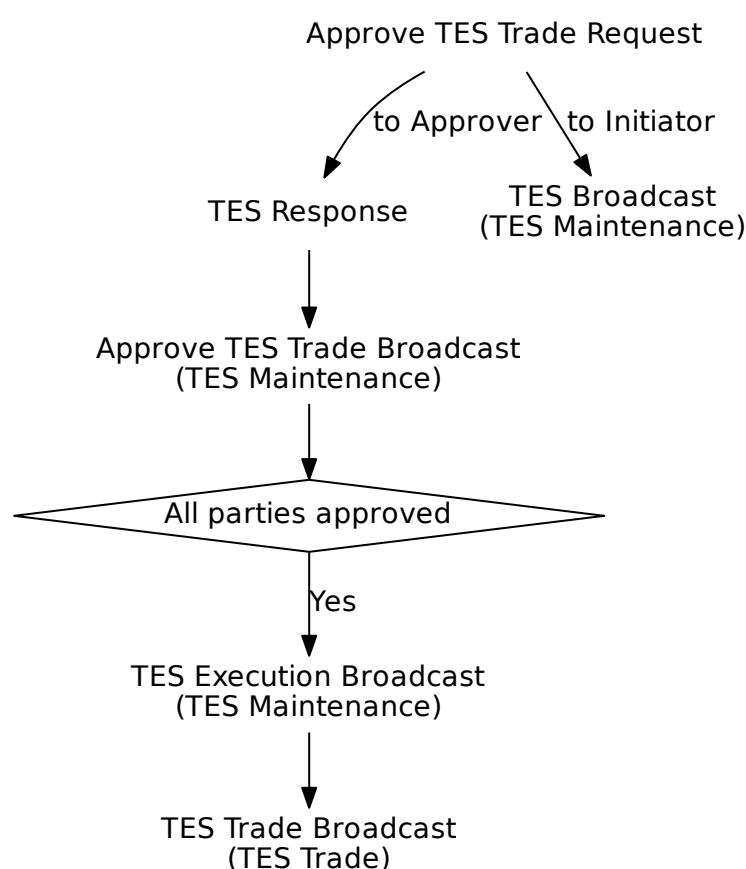 Approve TES Trade Request
to Approver
to Initiator
TES Response
TES Broadcast
(TES Maintenance)
Approve TES Trade Broadcast
(TES Maintenance)
All parties approved
Yes
TES Execution Broadcast
(TES Maintenance)
TES Trade Broadcast
(TES Trade)